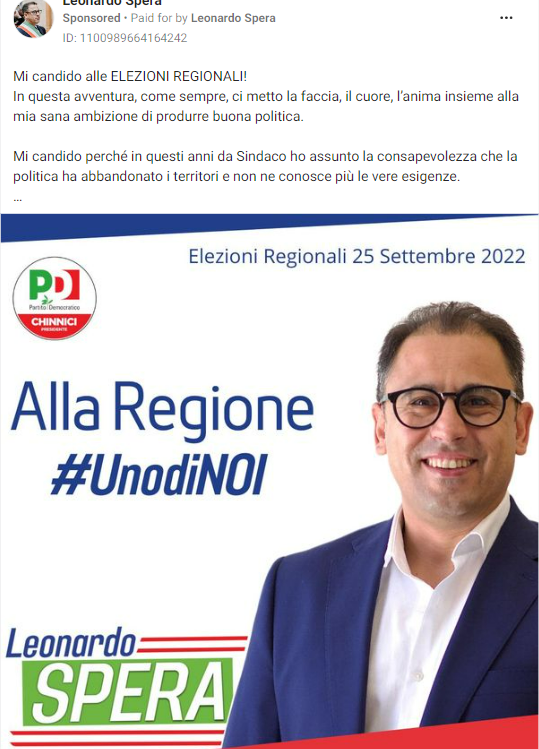 Leonardo Spera
Sponsored • Paid for by Leonardo Spera
ID: 1100989664164242
Mi candido alle ELEZIONI REGIONALI!
In questa avventura, come sempre, ci metto la faccia, il cuore, l'anima insieme alla
mia sana ambizione di produrre buona politica.
Mi candido perché in questi anni da Sindaco ho assunto la consapevolezza che la
politica ha abbandonato i territori e non ne conosce più le vere esigenze.
...
Elezioni Regionali 25 Settembre 2022
PD
Partito Democratico
CHINNICI
PRESIDENTE
Alla Regione
#UnodiNOI
Leonardo
SPERA